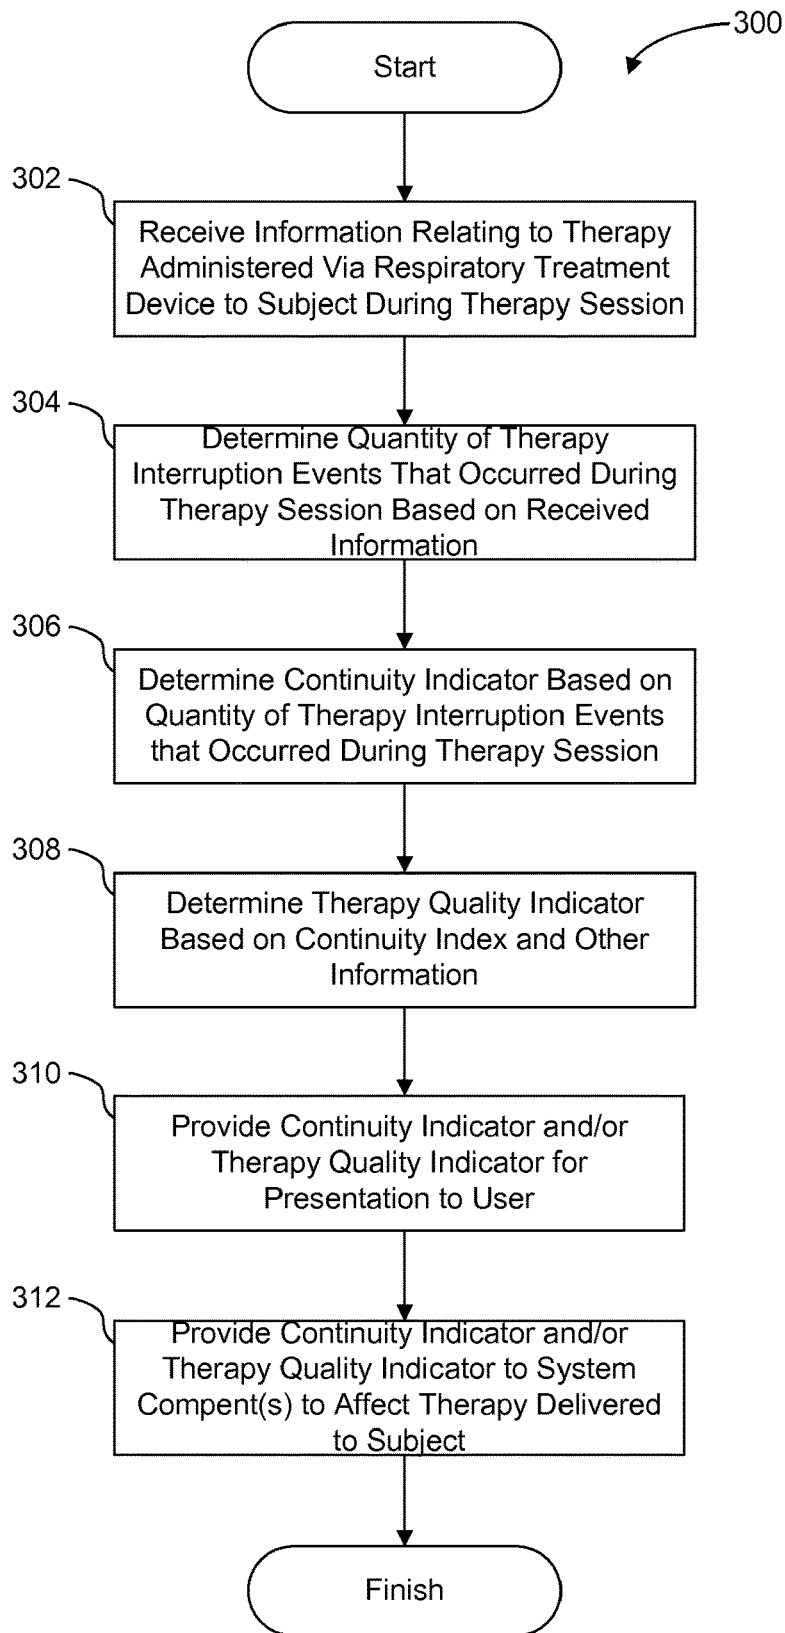 300
Start
302
Receive Information Relating to Therapy
Administered Via Respiratory Treatment
Device to Subject During Therapy Session
304
Determine Quantity of Therapy
Interruption Events That Occurred During
Therapy Session Based on Received
Information
306
Determine Continuity Indicator Based on
Quantity of Therapy Interruption Events
that Occurred During Therapy Session
308
Determine Therapy Quality Indicator
Based on Continuity Index and Other
Information
310
Provide Continuity Indicator and/or
Therapy Quality Indicator for
Presentation to User
312
Provide Continuity Indicator and/or
Therapy Quality Indicator to System
Compent(s) to Affect Therapy Delivered
to Subject
Finish